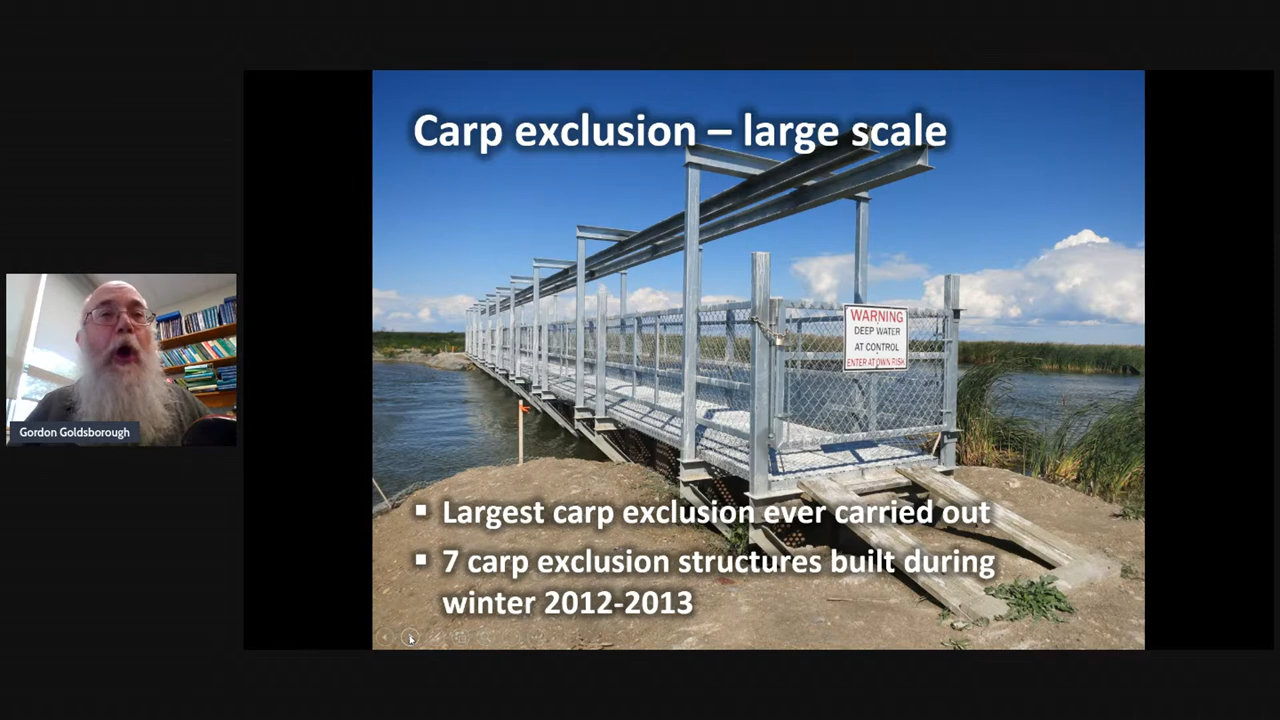 Carp exclusion – large scale
WARNING
DEEP WATER
AT CONTROL
ENTER AT OWN RISK
Gordon Goldsborough
▪ Largest carp exclusion ever carried out
▪ 7 carp exclusion structures built during
winter 2012-2013